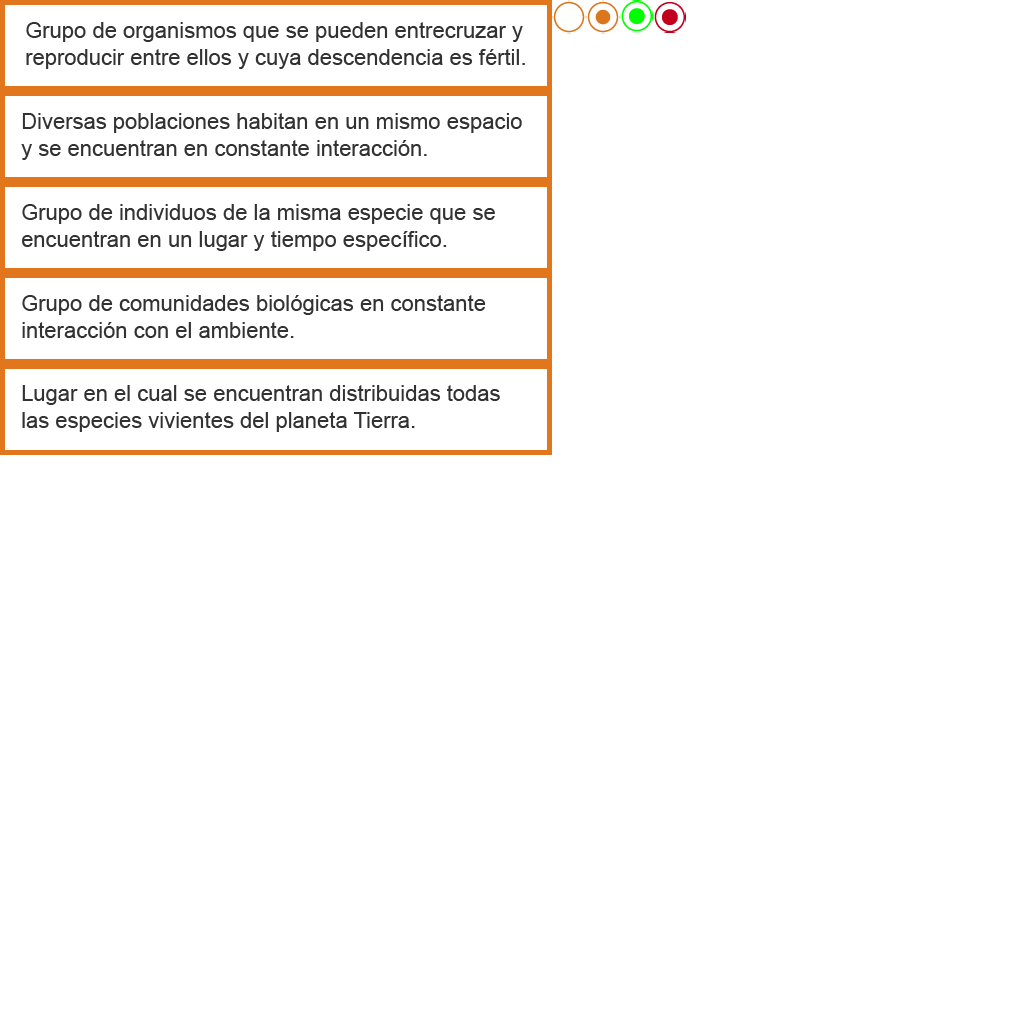 Grupo de organismos que se pueden entrecruzar y
reproducir entre ellos y cuya descendencia es fértil.
Diversas poblaciones habitan en un mismo espacio
y se encuentran en constante interacción.
Grupo de individuos de la misma especie que se
encuentran en un lugar y tiempo específico.
Grupo de comunidades biológicas en constante
interacción con el ambiente.
Lugar en el cual se encuentran distribuidas todas
las especies vivientes del planeta Tierra.